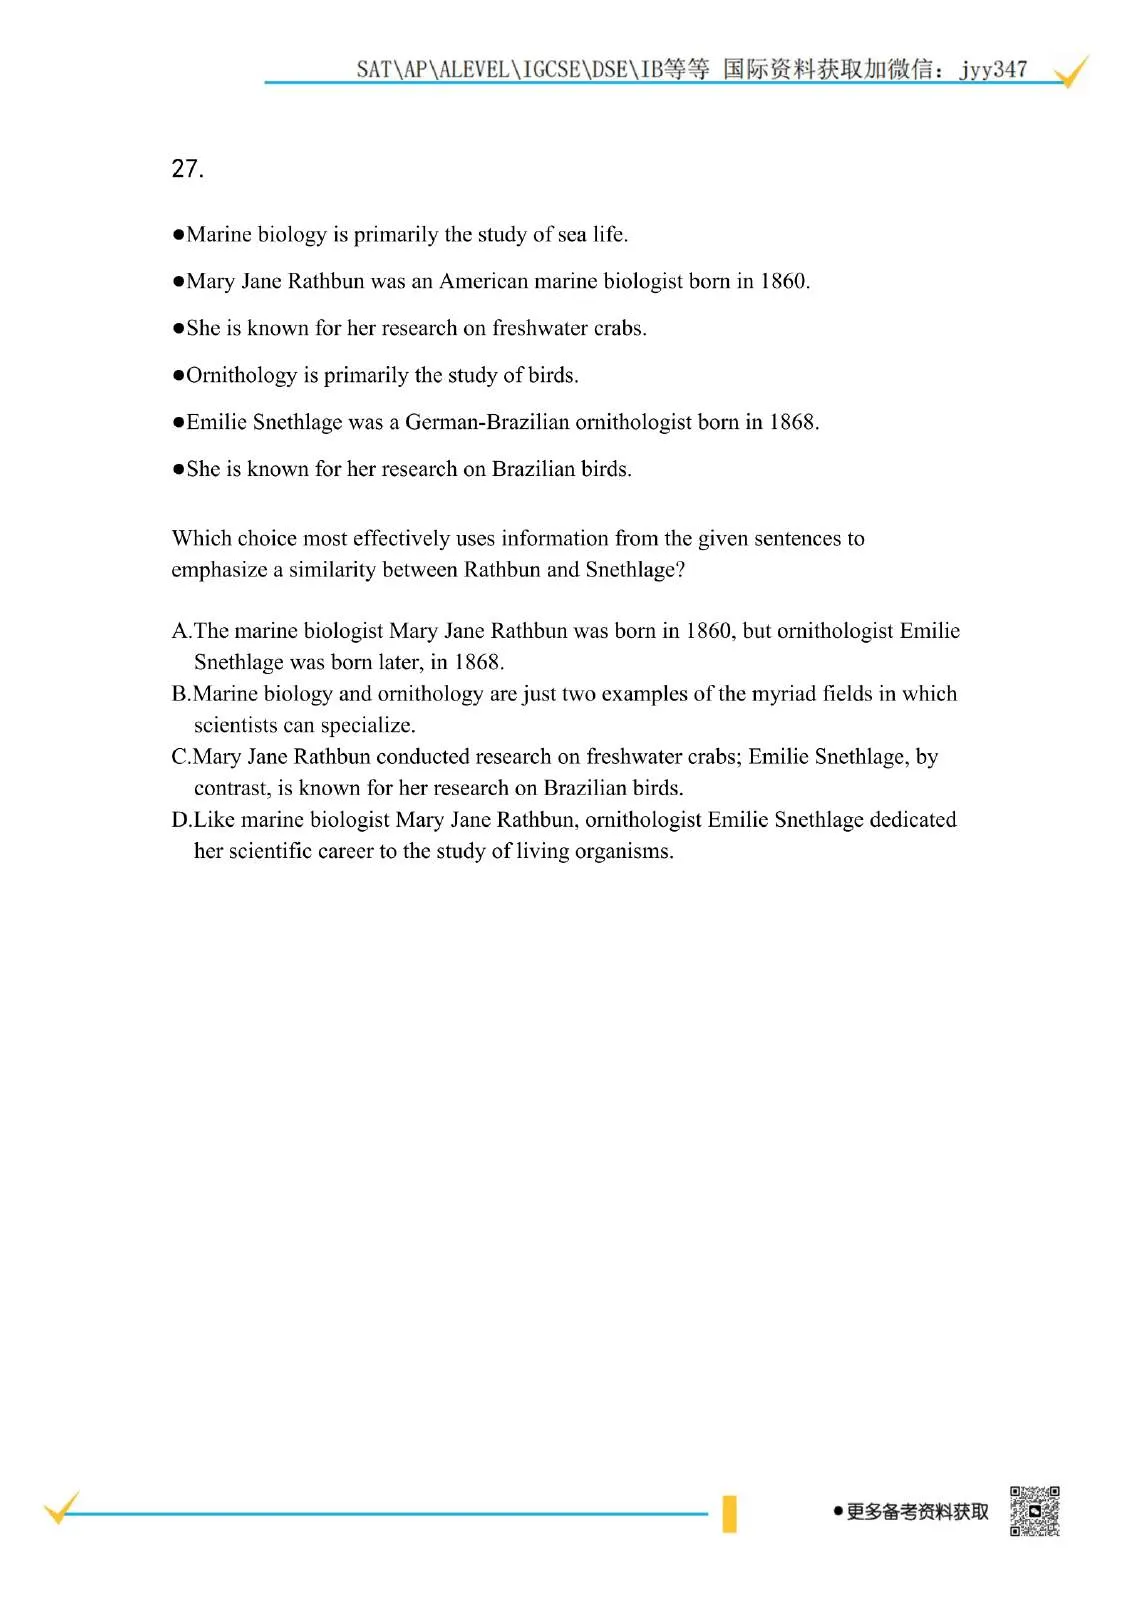 SAT\AP\ALEVEL\IGCSE\DSE\IB等等 国际资料获取加微信：jyy347
27.
●Marine biology is primarily the study of sea life.
●Mary Jane Rathbun was an American marine biologist born in 1860.
●She is known for her research on freshwater crabs.
●Ornithology is primarily the study of birds.
●Emilie Snethlage was a German-Brazilian ornithologist born in 1868.
●She is known for her research on Brazilian birds.
Which choice most effectively uses information from the given sentences to
emphasize a similarity between Rathbun and Snethlage?
A.The marine biologist Mary Jane Rathbun was born in 1860, but ornithologist Emilie
Snethlage was born later, in 1868.
B.Marine biology and ornithology are just two examples of the myriad fields in which
scientists can specialize.
C.Mary Jane Rathbun conducted research on freshwater crabs; Emilie Snethlage, by
contrast, is known for her research on Brazilian birds.
D.Like marine biologist Mary Jane Rathbun, ornithologist Emilie Snethlage dedicated
her scientific career to the study of living organisms.
●更多备考资料获取